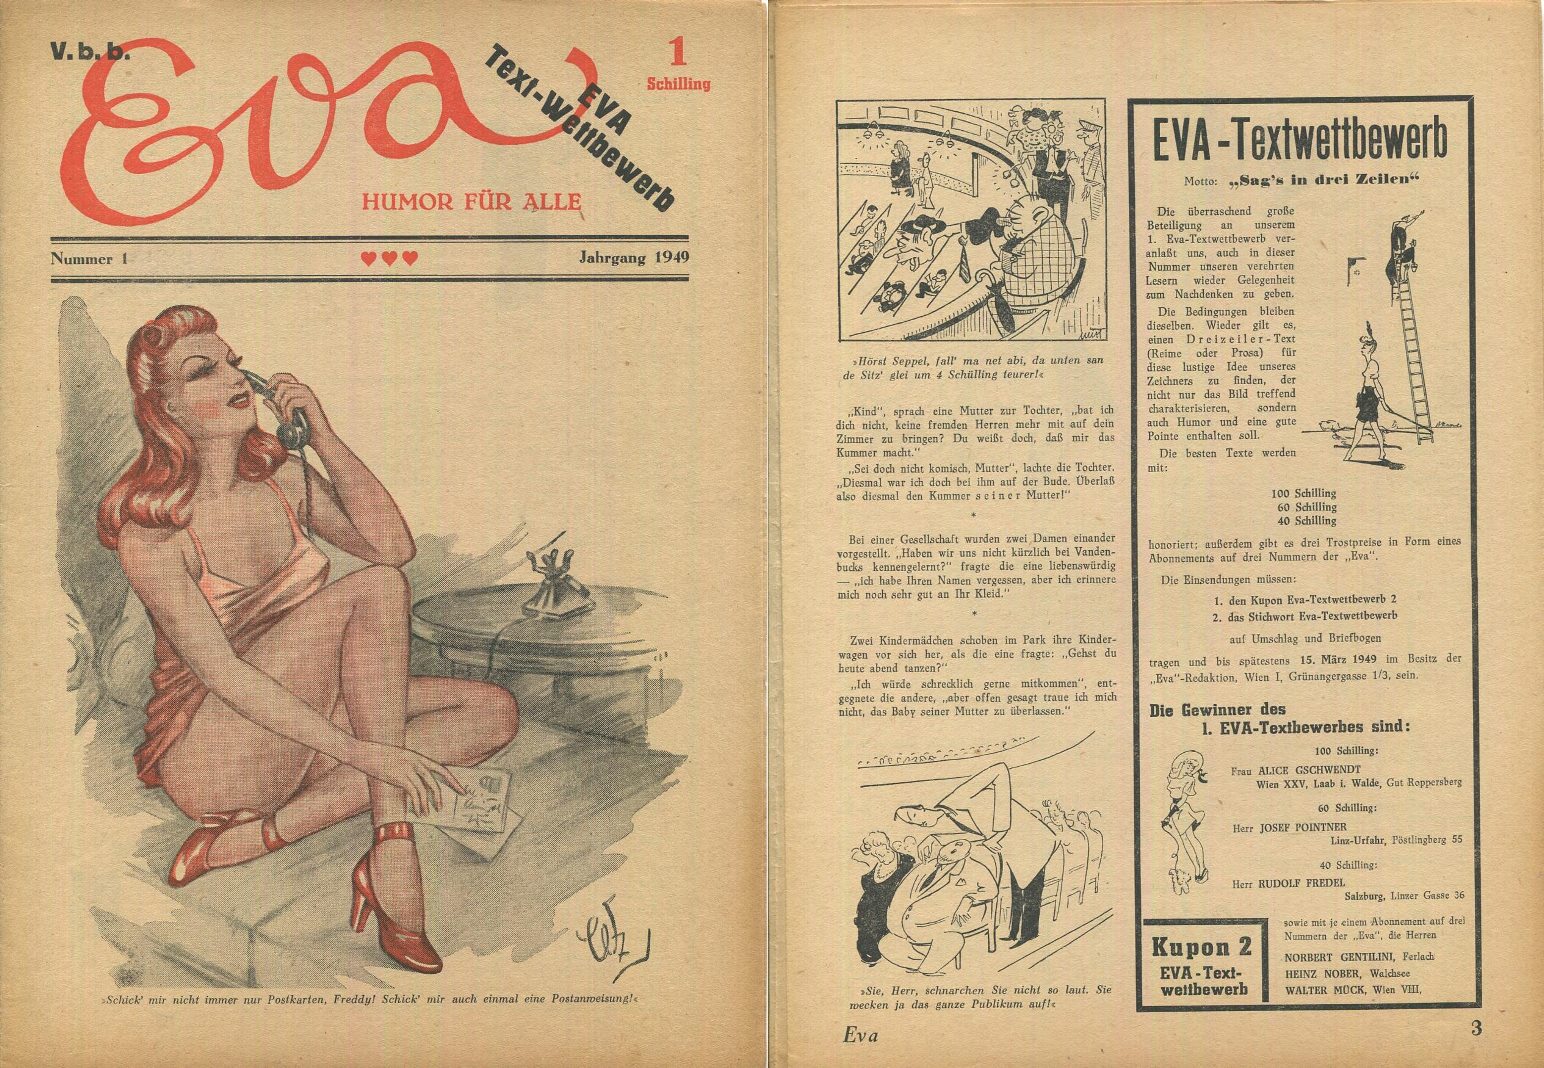 V. b. b.
Eva
EVA
Text-Wettbewerb
1
Schilling
HUMOR FÜR ALLE
Nummer 1
Jahrgang 1949
»Schick' mir nicht immer nur Postkarten, Freddy! Schick' mir auch einmal eine Postanweisung!«
»Hörst Seppel, fall' ma net abi, da unten san
de Sitz' glei um 4 Schülling teurer!«
„Kind", sprach eine Mutter zur Tochter, „bat ich
dich nicht, keine fremden Herren mehr mit auf dein
Zimmer zu bringen? Du weißt doch, daß mir das
Kummer macht."
„Sei doch nicht komisch, Mutter", lachte die Tochter.
„Diesmal war ich doch bei ihm auf der Bude. Überlaß
also diesmal den Kummer seiner Mutter!"
*
Bei einer Gesellschaft wurden zwei Damen einander
vorgestellt. „Haben wir uns nicht kürzlich bei Vanden-
bucks kennengelernt?" fragte die eine liebenswürdig
— „ich habe Ihren Namen vergessen, aber ich erinnere
mich noch sehr gut an Ihr Kleid."
*
Zwei Kindermädchen schoben im Park ihre Kinder-
wagen vor sich her, als die eine fragte: „Gehst du
heute abend tanzen?"
„Ich würde schrecklich gerne mitkommen", ent-
gegnete die andere, „aber offen gesagt traue ich mich
nicht, das Baby seiner Mutter zu überlassen."
»Sie, Herr, schnarchen Sie nicht so laut. Sie
wecken ja das ganze Publikum auf!«
Eva
EVA-Textwettbewerb
Motto: „Sag's in drei Zeilen"
Die überraschend große
Beteiligung an unserem
1. Eva-Textwettbewerb ver-
anlaßt uns, auch in dieser
Nummer unseren verehrten
Lesern wieder Gelegenheit
zum Nachdenken zu geben.
Die Bedingungen bleiben
dieselben. Wieder gilt es,
einen Dreizeiler-Text
(Reime oder Prosa) für
diese lustige Idee unseres
Zeichners zu finden, der
nicht nur das Bild treffend
charakterisieren, sondern
auch Humor und eine gute
Pointe enthalten soll.
Die besten Texte werden
mit:
100 Schilling
60 Schilling
40 Schilling
honoriert; außerdem gibt es drei Trostpreise in Form eines
Abonnements auf drei Nummern der „Eva".
Die Einsendungen müssen:
1. den Kupon Eva-Textwettbewerb 2
2. das Stichwort Eva-Textwettbewerb
auf Umschlag und Briefbogen
tragen und bis spätestens 15. März 1949 im Besitz der
„Eva"-Redaktion, Wien I, Grünangergasse 1/3, sein.
Die Gewinner des
1. EVA-Textbewerbes sind:
100 Schilling:
Frau ALICE GSCHWENDT
Wien XXV, Laab i. Walde, Gut Roppersberg
60 Schilling:
Herr JOSEF POINTNER
Linz-Urfahr, Pöstlingberg 55
40 Schilling:
Herr RUDOLF FREDEL
Salzburg, Linzer Gasse 36
sowie mit je einem Abonnement auf drei
Nummern der „Eva", die Herren
NORBERT GENTILINI, Ferlach
HEINZ NOBER, Walchsee
WALTER MÜCK, Wien VIII,
Kupon 2
EVA-Text-
wettbewerb
3